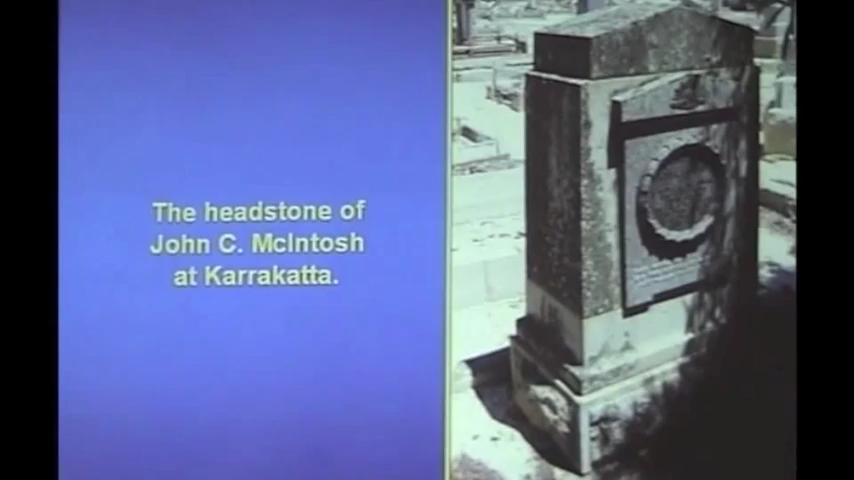 The headstone of
John C. McIntosh
at Karrakatta.